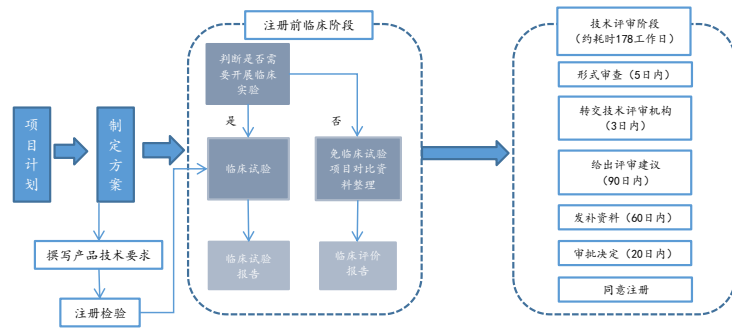 项
目
计
划
制
定
方
案
撰写产品技术要求
注册检验
注册前临床阶段
判断是否需
要开展临床
实验
是
否
临床试验
免临床试验
项目对比资
料整理
临床试验
报告
临床评价
报告
技术评审阶段
(约耗时178工作日)
形式审查(5日内)
转交技术评审机构
(3日内)
给出评审建议
(90日内)
发补资料(60日内)
审批决定(20日内)
同意注册